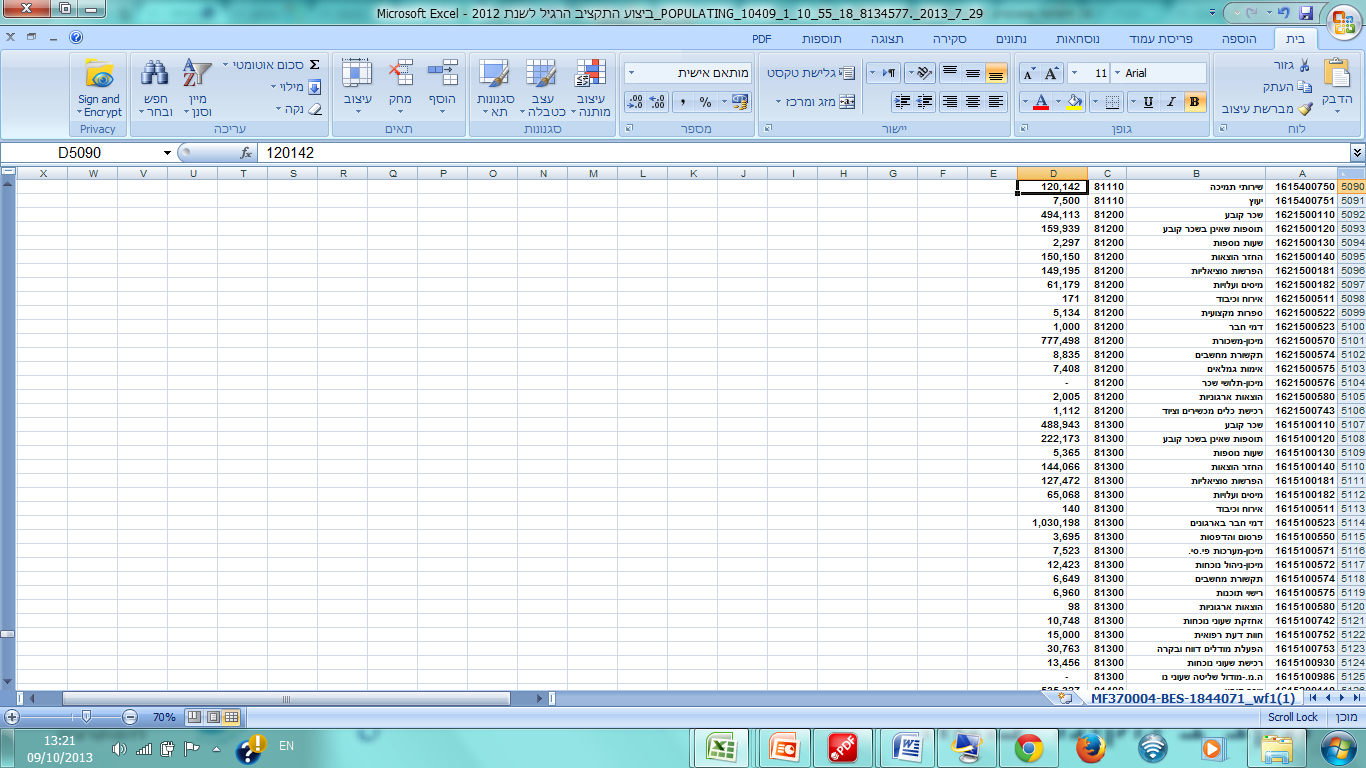 ביצוע התקציב הרגיל לשנת 2012_POPULATING_10409_1_10_55_18_8134577._2013_7_29 - Microsoft Excel
בית הוספה פריסת עמוד נוסחאות נתונים סקירה תצוגה תוספות PDF
הדבק
גזור
העתק
מברשת עיצוב
לוח
Arial 11
B I U
גופן
גלישת טקסט
מזג ומרכז
יישור
מותאם אישית
מספר
עיצוב מותנה
עצב כטבלה
סגנונות תא
סגנונות
הוסף
מחק
עיצוב
תאים
סכום אוטומטי
מילוי
נקה
מיין וסנן
חפש ובחר
עריכה
Sign and Encrypt
Privacy
D5090 fx 120142
A B C D E F G H I J K L M N O P Q R S T U V W X
5090 1615400750 שירותי תמיכה 81110 120,142
5091 1615400751 יעוץ 81110 7,500
5092 1621500110 שכר קובע 81200 494,113
5093 1621500120 תוספות שאינן בשכר קובע 81200 159,939
5094 1621500130 שעות נוספות 81200 2,297
5095 1621500140 החזר הוצאות 81200 150,150
5096 1621500181 הפרשות סוציאליות 81200 149,195
5097 1621500182 מיסים ועלויות 81200 61,179
5098 1621500511 אירוח וכיבוד 81200 171
5099 1621500522 ספרות מקצועית 81200 5,134
5100 1621500523 דמי חבר 81200 1,000
5101 1621500570 מיכון-משכורת 81200 777,498
5102 1621500574 תקשורת מחשבים 81200 8,835
5103 1621500575 אימות גמלאים 81200 7,408
5104 1621500576 מיכון-תלושי שכר 81200 -
5105 1621500580 הוצאות ארגוניות 81200 2,005
5106 1621500743 רכישת כלים מכשירים וציוד 81200 1,112
5107 1615100110 שכר קובע 81300 488,943
5108 1615100120 תוספות שאינן בשכר קובע 81300 222,173
5109 1615100130 שעות נוספות 81300 5,365
5110 1615100140 החזר הוצאות 81300 144,066
5111 1615100181 הפרשות סוציאליות 81300 127,472
5112 1615100182 מיסים ועלויות 81300 65,068
5113 1615100511 אירוח וכיבוד 81300 140
5114 1615100523 דמי חבר בארגונים 81300 1,030,198
5115 1615100550 פרסום והדפסות 81300 3,695
5116 1615100571 מיכון-מערכות פי.סי. 81300 7,523
5117 1615100572 מיכון-ניהול נוכחות 81300 12,423
5118 1615100574 תקשורת מחשבים 81300 6,649
5119 1615100575 רישוי תוכנות 81300 6,960
5120 1615100580 הוצאות ארגוניות 81300 98
5121 1615100742 אחזקת שעוני נוכחות 81300 10,748
5122 1615100752 חוות דעת רפואית 81300 15,000
5123 1615100753 הפעלת מודלים דווח ובקרה 81300 30,763
5124 1615100930 רכישת שעוני נוכחות 81300 13,456
5125 1615100986 ה.מ.-מודול שליטה שעוני נו 81300 -
MF370004-BES-1844071_wf1(1)
מוכן Scroll Lock 70%
EN
13:21
09/10/2013